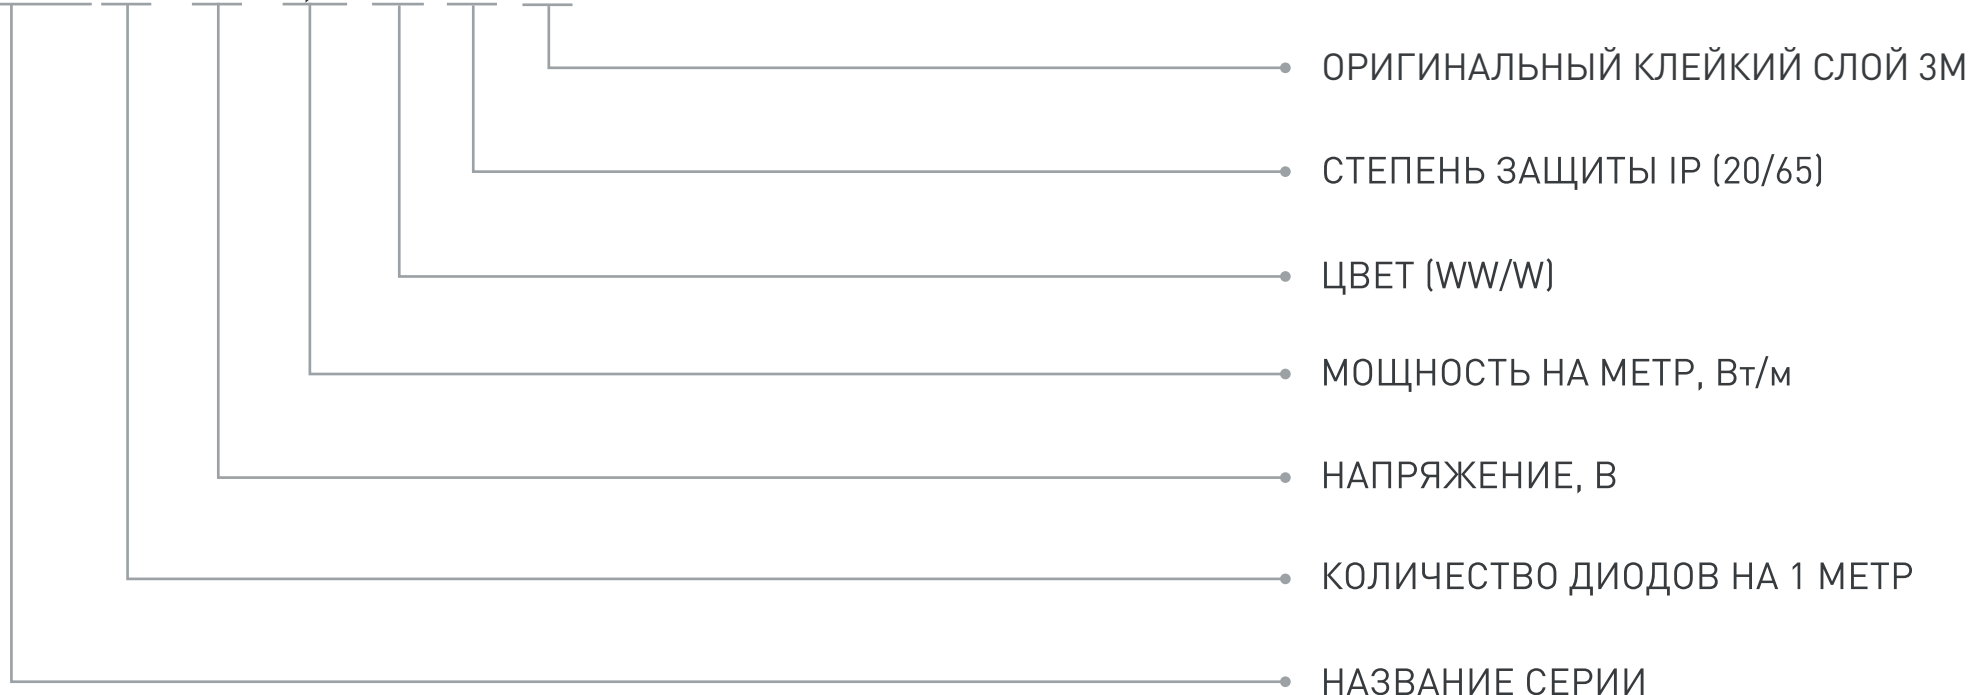 ОРИГИНАЛЬНЫЙ КЛЕЙКИЙ СЛОЙ 3М
СТЕПЕНЬ ЗАЩИТЫ IP (20/65)
ЦВЕТ (WW/W)
МОЩНОСТЬ НА МЕТР, Вт/м
НАПРЯЖЕНИЕ, В
КОЛИЧЕСТВО ДИОДОВ НА 1 МЕТР
НАЗВАНИЕ СЕРИИ